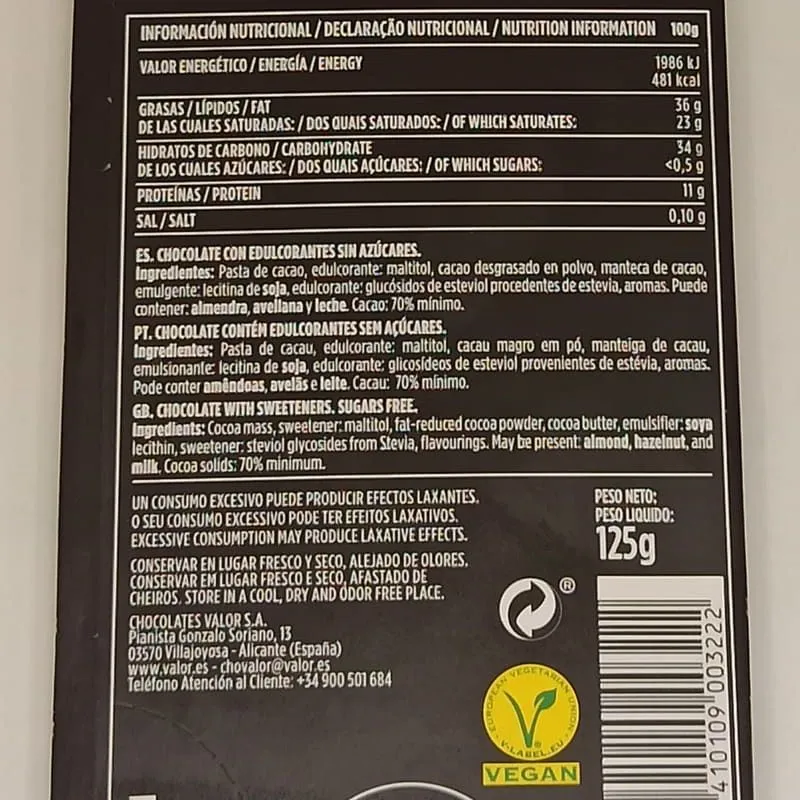 INFORMACIÓN NUTRICIONAL / DECLARAÇÃO NUTRICIONAL / NUTRITION INFORMATION 100g
VALOR ENERGÉTICO / ENERGÍA / ENERGY 1986 kJ
481 kcal
GRASAS / LÍPIDOS / FAT 36 g
DE LAS CUALES SATURADAS: / DOS QUAIS SATURADOS: / OF WHICH SATURATES: 23 g
HIDRATOS DE CARBONO / CARBOHYDRATE 34 g
DE LOS CUALES AZÚCARES: / DOS QUAIS AÇÚCARES: / OF WHICH SUGARS: <0,5 g
PROTEÍNAS / PROTEIN 11 g
SAL / SALT 0,10 g
ES. CHOCOLATE CON EDULCORANTES SIN AZÚCARES.
Ingredientes: Pasta de cacao, edulcorante: maltitol, cacao desgrasado en polvo, manteca de cacao,
emulgente: lecitina de soja, edulcorante: glucósidos de esteviol procedentes de estevia, aromas. Puede
contener: almendra, avellana y leche. Cacao: 70% mínimo.
PT. CHOCOLATE CONTÉM EDULCORANTES SEM AÇÚCARES.
Ingredientes: Pasta de cacau, edulcorante: maltitol, cacau magro em pó, manteiga de cacau,
emulsionante: lecitina de soja, edulcorante: glicosídeos de esteviol provenientes de estévia, aromas.
Pode conter amêndoas, avelãs e leite. Cacau: 70% mínimo.
GB. CHOCOLATE WITH SWEETENERS. SUGARS FREE.
Ingredients: Cocoa mass, sweetener: maltitol, fat-reduced cocoa powder, cocoa butter, emulsifier: soya
lecithin, sweetener: steviol glycosides from Stevia, flavourings. May be present: almond, hazelnut, and
milk. Cocoa solids: 70% minimum.
UN CONSUMO EXCESIVO PUEDE PRODUCIR EFECTOS LAXANTES.
O SEU CONSUMO EXCESSIVO PODE TER EFEITOS LAXATIVOS.
EXCESSIVE CONSUMPTION MAY PRODUCE LAXATIVE EFFECTS.
PESO NETO:
PESO LIQUIDO:
125g
CONSERVAR EN LUGAR FRESCO Y SECO, ALEJADO DE OLORES.
CONSERVAR EM LUGAR FRESCO E SECO, AFASTADO DE
CHEIROS. STORE IN A COOL, DRY AND ODOR FREE PLACE.
CHOCOLATES VALOR S.A.
Pianista Gonzalo Soriano, 13
03570 Villajoyosa - Alicante (España)
www.valor.es - chovalor@valor.es
Teléfono Atención al Cliente: +34 900 501 684
®
EUROPEAN VEGETARIAN UNION
V-LABEL.EU
VEGAN
4 10109 003222